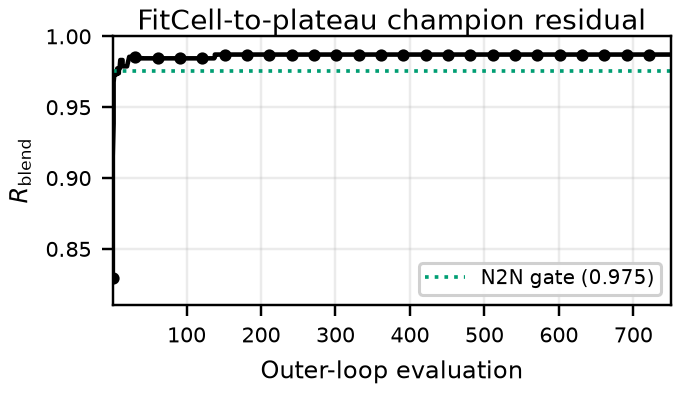 FitCell-to-plateau champion residual
1.00
0.95
0.90
0.85
R_blend
N2N gate (0.975)
100 200 300 400 500 600 700
Outer-loop evaluation